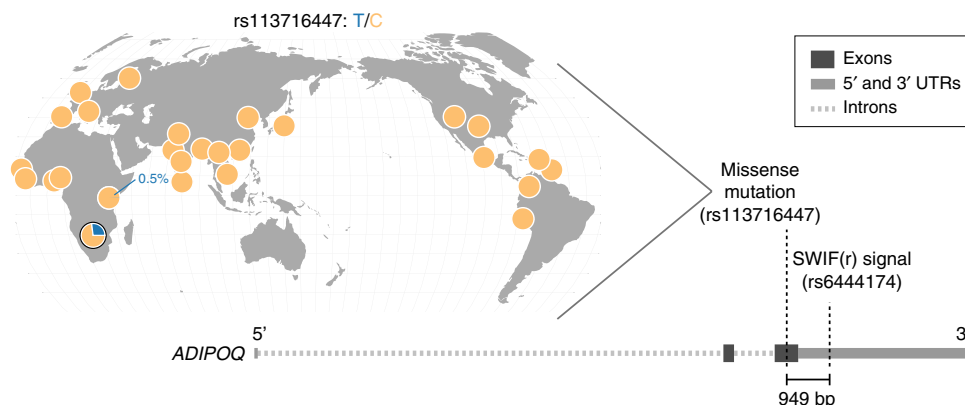 rs113716447: T/C
Exons
5′ and 3′ UTRs
Introns
0.5%
Missense
mutation
(rs113716447)
SWIF(r) signal
(rs6444174)
5’
3
ADIPOQ
949 bp